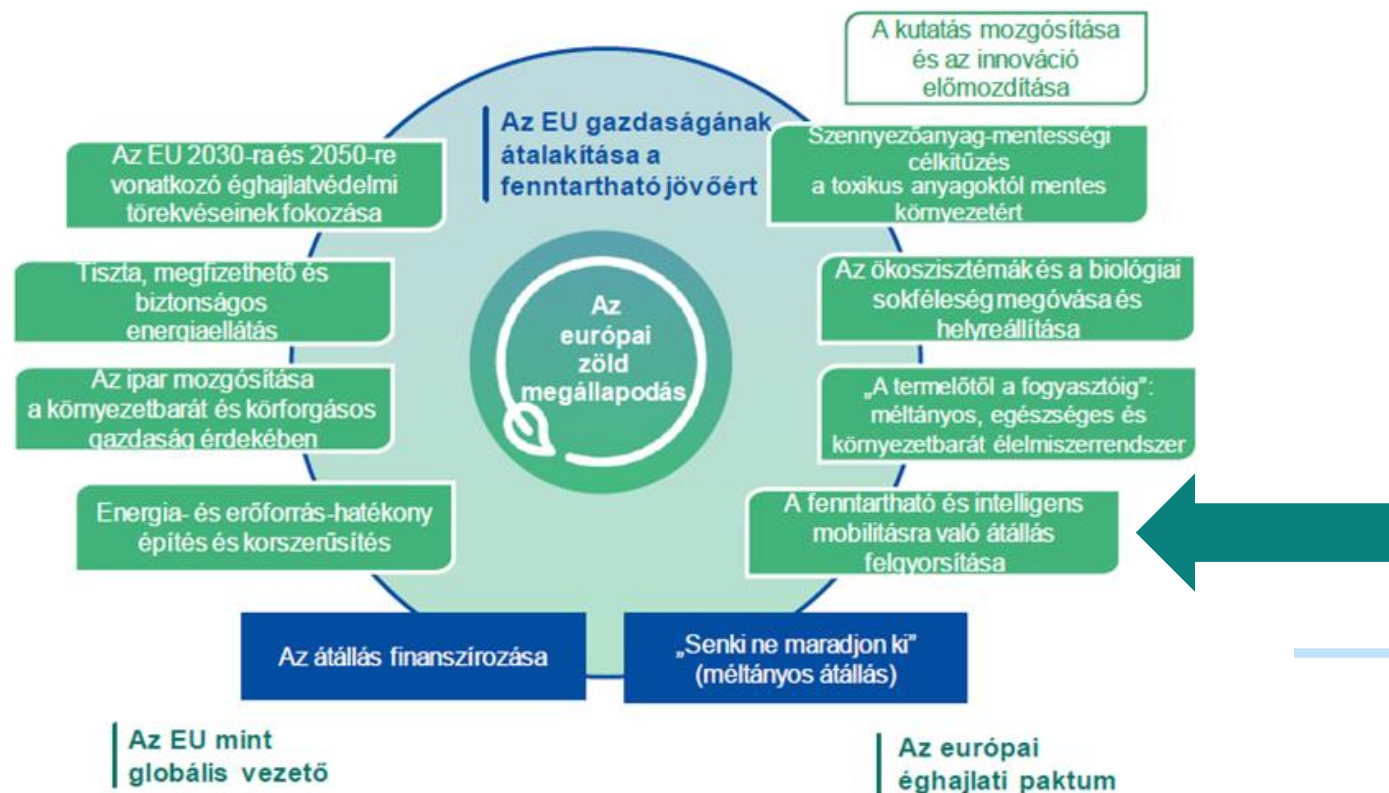 A kutatás mozgósítása
és az innováció
előmozdítása
Az EU gazdaságának
átalakítása a
fenntartható jövőért
Az EU 2030-ra és 2050-re
vonatkozó éghajlatvédelmi
törekvéseinek fokozása
Tiszta, megfizethető és
biztonságos
energiaellátás
Az ipar mozgósítása
a környezetbarát és körforgásos
gazdaság érdekében
Energia- és erőforrás-hatékony
építés és korszerűsítés
Az
európai
zöld
megállapodás
Szennyezőanyag-mentességi
célkitűzés
a toxikus anyagoktól mentes
környezetért
Az ökoszisztémák és a biológiai
sokféleség megóvása és
helyreállítása
„A termelőtől a fogyasztóig”:
méltányos, egészséges és
környezetbarát élelmiszerrendszer
A fenntartható és intelligens
mobilitásra való átállás
felgyorsítása
Az átállás finanszírozása
„Senki ne maradjon ki”
(méltányos átállás)
Az EU mint
globális vezető
Az európai
éghajlati paktum